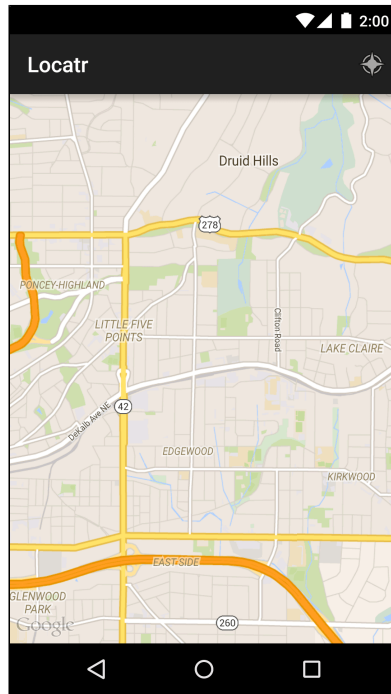 2:00
Locatr
Druid Hills
278
PONCEY-HIGHLAND
LITTLE FIVE
POINTS
Clifton Road
LAKE CLAIRE
42
DeKalb Ave NE
EDGEWOOD
KIRKWOOD
EAST-SIDE
GLENWOOD
PARK
260
Google